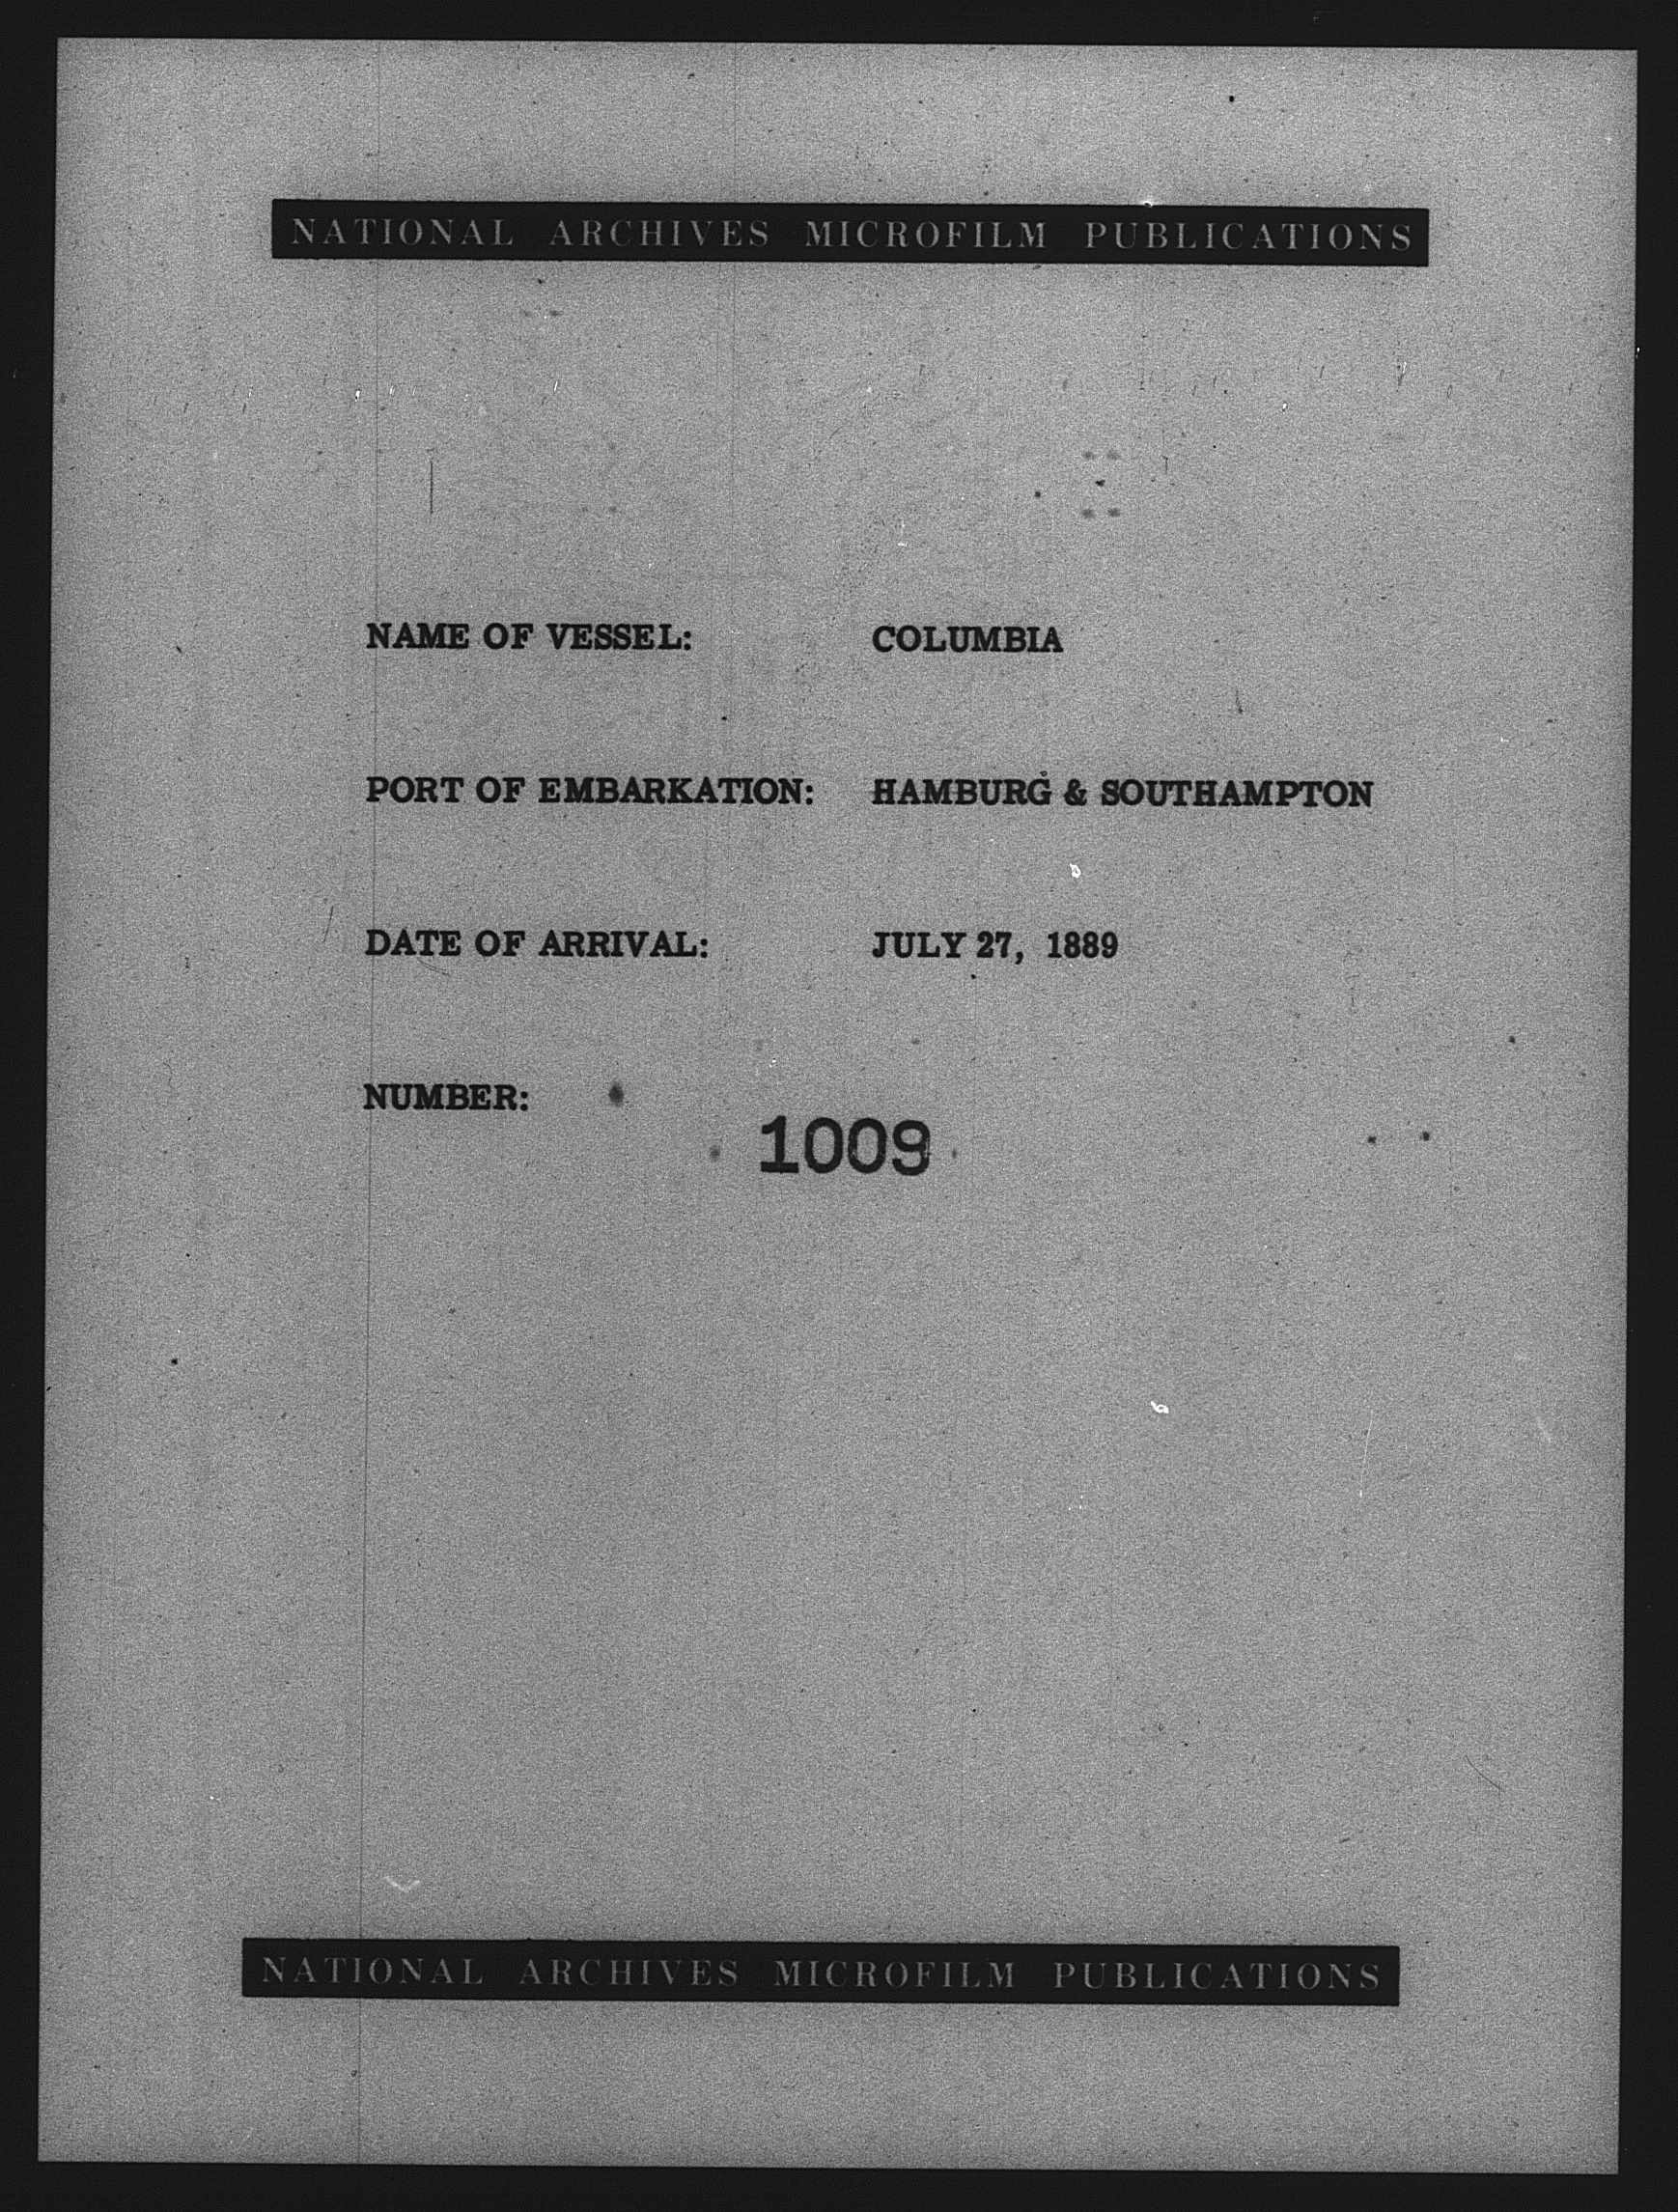 NATIONAL ARCHIVES MICROFILM PUBLICATIONS
NAME OF VESSEL: COLUMBIA
PORT OF EMBARKATION: HAMBURG & SOUTHAMPTON
DATE OF ARRIVAL: JULY 27, 1889
NUMBER:
1009
NATIONAL ARCHIVES MICROFILM PUBLICATIONS